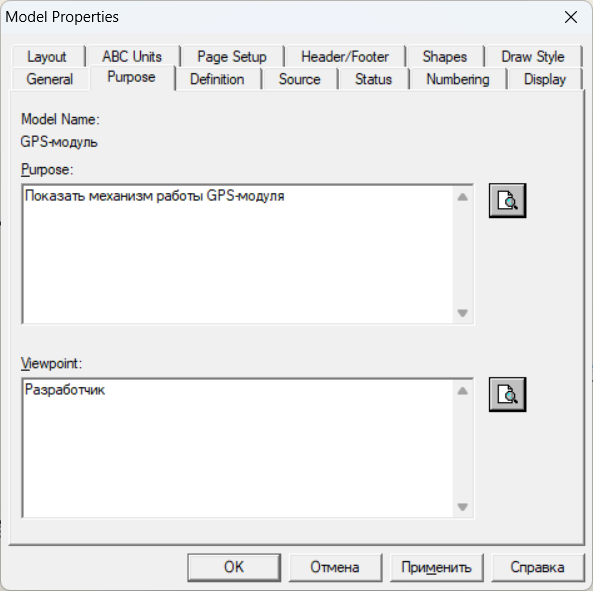 Model Properties
Layout ABC Units Page Setup Header/Footer Shapes Draw Style
General Purpose Definition Source Status Numbering Display
Model Name:
GPS-модуль
Purpose:
Показать механизм работы GPS-модуля
Viewpoint:
Разработчик
OK Отмена Применить Справка